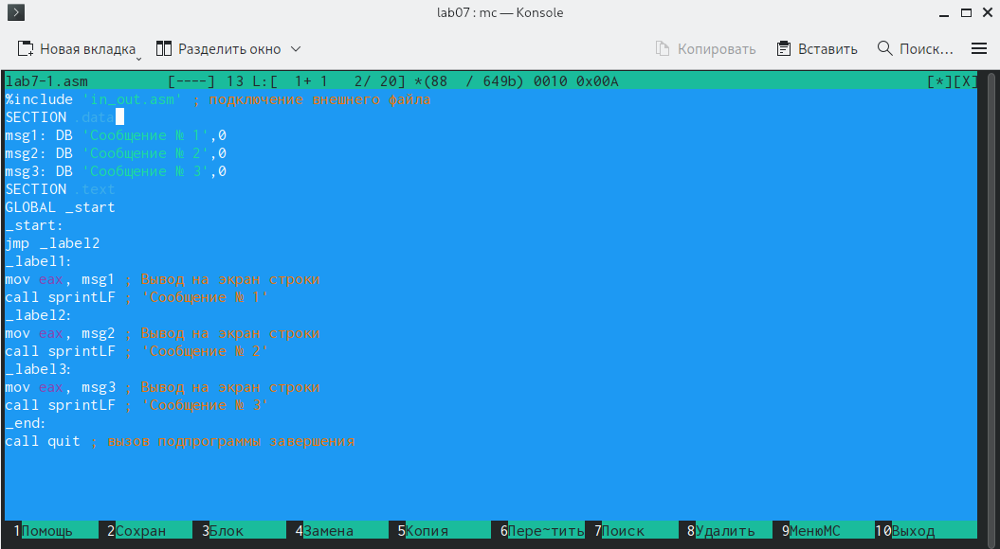 lab07 : mc — Konsole
Новая вкладка Разделить окно Копировать Вставить Поиск...
lab7-1.asm [----] 13 L:[ 1+ 1 2/ 20] *(88 / 649b) 0010 0x00A [*][X]
%include 'in_out.asm' ; подключение внешнего файла
SECTION .data
msg1: DB 'Сообщение № 1',0
msg2: DB 'Сообщение № 2',0
msg3: DB 'Сообщение № 3',0
SECTION .text
GLOBAL _start
_start:
jmp _label2
_label1:
mov eax, msg1 ; Вывод на экран строки
call sprintLF ; 'Сообщение № 1'
_label2:
mov eax, msg2 ; Вывод на экран строки
call sprintLF ; 'Сообщение № 2'
_label3:
mov eax, msg3 ; Вывод на экран строки
call sprintLF ; 'Сообщение № 3'
_end:
call quit ; вызов подпрограммы завершения
1Помощь 2Сохран 3Блок 4Замена 5Копия 6Пере~тить 7Поиск 8Удалить 9МенюMC 10Выход